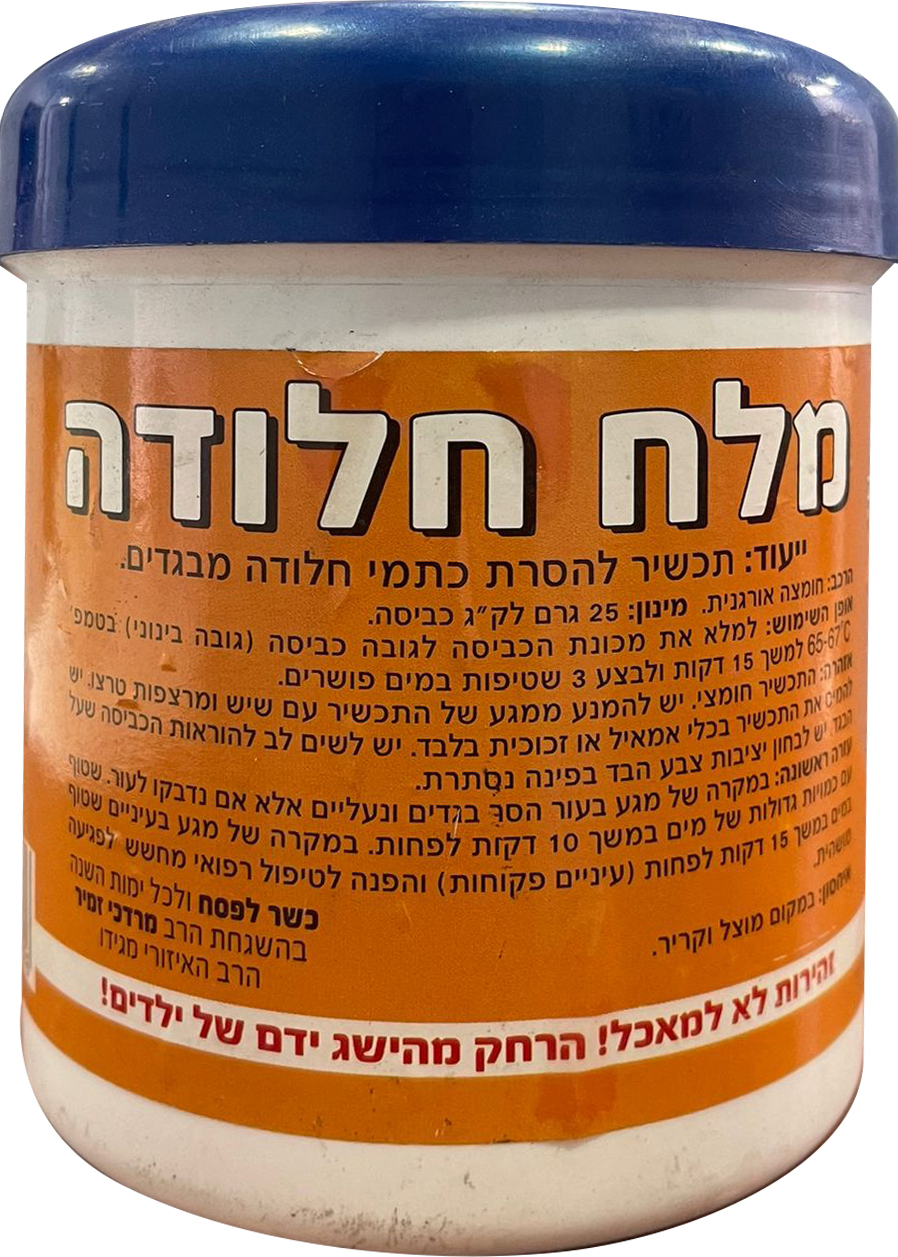 מלח חלודה
ייעוד: תכשיר להסרת כתמי חלודה מבגדים.
הרכב: חומצה אורגנית. מינון: 25 גרם לק״ג כביסה.
אופן השימוש: למלא את מכונת הכביסה לגובה כביסה (גובה בינוני) בטמפ׳
65-67°C למשך 15 דקות ולבצע 3 שטיפות במים פושרים.
אזהרה: התכשיר חומצי. יש להמנע ממגע של התכשיר עם שיש ומרצפות טרצו. יש
להמיס את התכשיר בכלי אמאיל או זכוכית בלבד. יש לשים לב להוראות הכביסה שעל
הבגד. יש לבחון יציבות צבע הבד בפינה נסתרת.
עזרה ראשונה: במקרה של מגע בעור הסר בגדים ונעליים אלא אם נדבקו לעור. שטוף
עם כמויות גדולות של מים במשך 10 דקות לפחות. במקרה של מגע בעיניים שטוף
במים במשך 15 דקות לפחות (עיניים פקוחות) והפנה לטיפול רפואי מחשש לפגיעה
מושהית.
איחסון: במקום מוצל וקריר.
כשר לפסח ולכל ימות השנה
בהשגחת הרב מרדכי זמיר
הרב האיזורי מגידו
זהירות לא למאכל! הרחק מהישג ידם של ילדים!